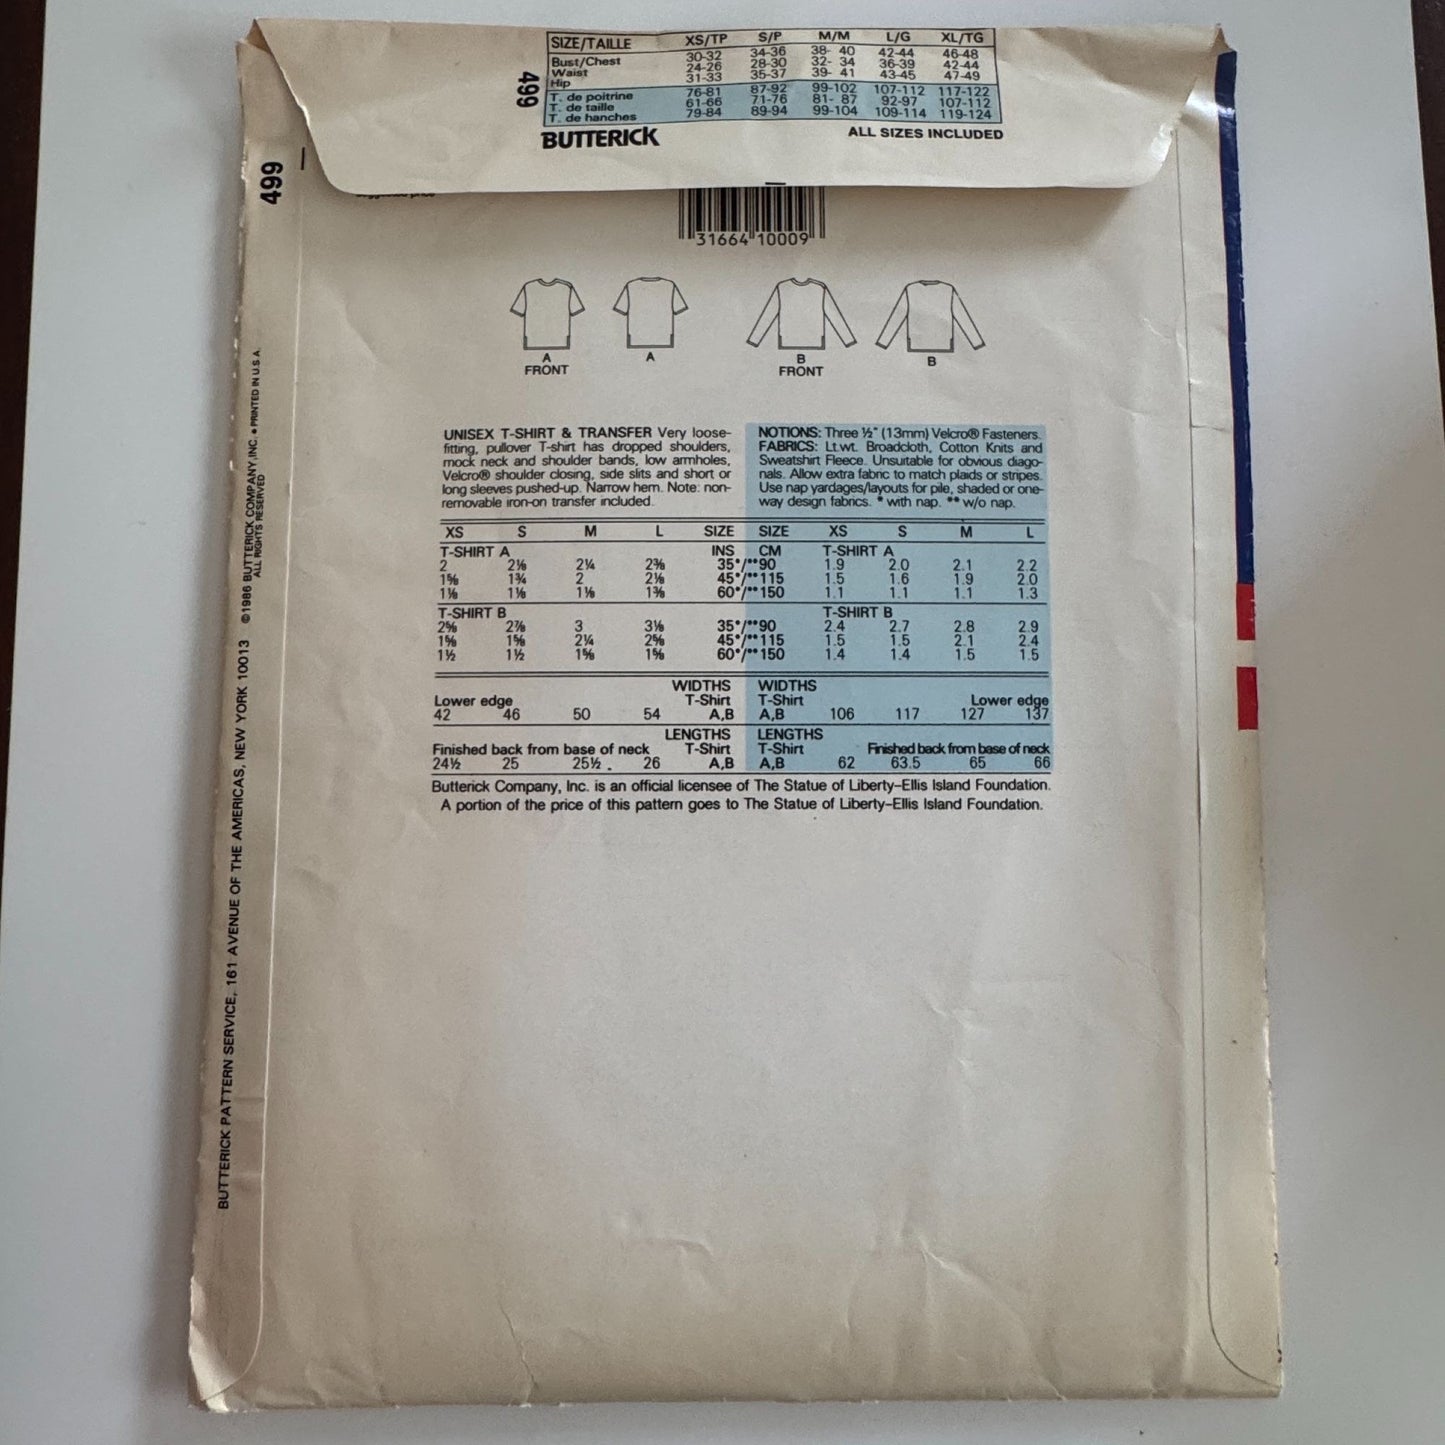 SIZE/TAILLE XS/TP S/P M/M L/G XL/TG
Bust/Chest 30-32 34-36 38- 40 42-44 46-48
Waist 24-26 28-30 32- 34 36-39 42-44
Hip 31-33 35-37 39- 41 43-45 47-49
T. de poitrine 76-81 87-92 99-102 107-112 117-122
T. de taille 61-66 71-76 81- 87 92-97 107-112
T. de hanches 79-84 89-94 99-104 109-114 119-124
499
BUTTERICK ALL SIZES INCLUDED
499
31664 10009
A
FRONT
A
B
FRONT
B
UNISEX T-SHIRT & TRANSFER Very loose-
fitting, pullover T-shirt has dropped shoulders,
mock neck and shoulder bands, low armholes,
Velcro® shoulder closing, side slits and short or
long sleeves pushed-up. Narrow hem. Note: non-
removable iron-on transfer included.
NOTIONS: Three ½" (13mm) Velcro® Fasteners.
FABRICS: Lt.wt. Broadcloth, Cotton Knits and
Sweatshirt Fleece. Unsuitable for obvious diago-
nals. Allow extra fabric to match plaids or stripes.
Use nap yardages/layouts for pile, shaded or one-
way design fabrics. * with nap. ** w/o nap.
XS S M L SIZE SIZE XS S M L
T-SHIRT A INS CM T-SHIRT A
2 2⅛ 2¼ 2⅜ 35*/**90 1.9 2.0 2.1 2.2
1⅝ 1¾ 2 2⅛ 45*/**115 1.5 1.6 1.9 2.0
1⅛ 1⅛ 1⅛ 1⅜ 60*/**150 1.1 1.1 1.1 1.3
T-SHIRT B T-SHIRT B
2⅝ 2⅞ 3 3⅛ 35*/**90 2.4 2.7 2.8 2.9
1⅝ 1⅝ 2¼ 2⅝ 45*/**115 1.5 1.5 2.1 2.4
1½ 1½ 1⅝ 1⅝ 60*/**150 1.4 1.4 1.5 1.5
WIDTHS WIDTHS
Lower edge T-Shirt T-Shirt Lower edge
42 46 50 54 A,B A,B 106 117 127 137
LENGTHS LENGTHS
Finished back from base of neck T-Shirt T-Shirt Finished back from base of neck
24½ 25 25½ 26 A,B A,B 62 63.5 65 66
Butterick Company, Inc. is an official licensee of The Statue of Liberty–Ellis Island Foundation.
A portion of the price of this pattern goes to The Statue of Liberty–Ellis Island Foundation.
BUTTERICK PATTERN SERVICE, 161 AVENUE OF THE AMERICAS, NEW YORK 10013 ©1986 BUTTERICK COMPANY, INC. • PRINTED IN U.S.A.
ALL RIGHTS RESERVED